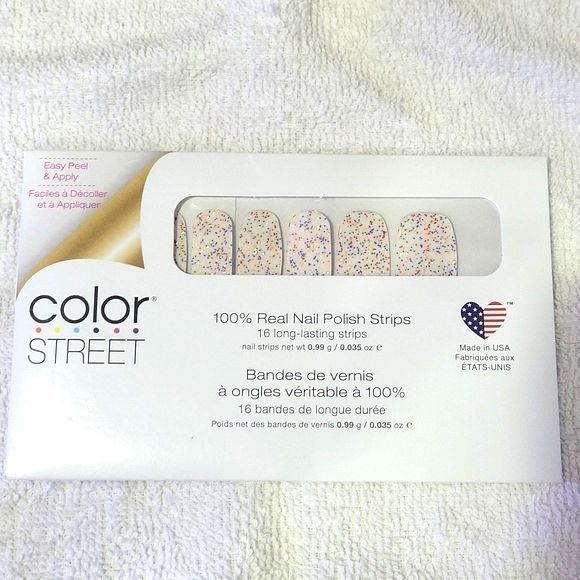 Easy Peel
& Apply
Faciles à Décoller
et à Appliquer
color®
STREET
100% Real Nail Polish Strips
16 long-lasting strips
nail strips net wt 0.99 g / 0.035 oz ℮
Bandes de vernis
à ongles véritable à 100%
16 bandes de longue durée
Poids net des bandes de vernis 0.99 g / 0.035 oz ℮
™
Made in USA
Fabriquées aux
ÉTATS-UNIS